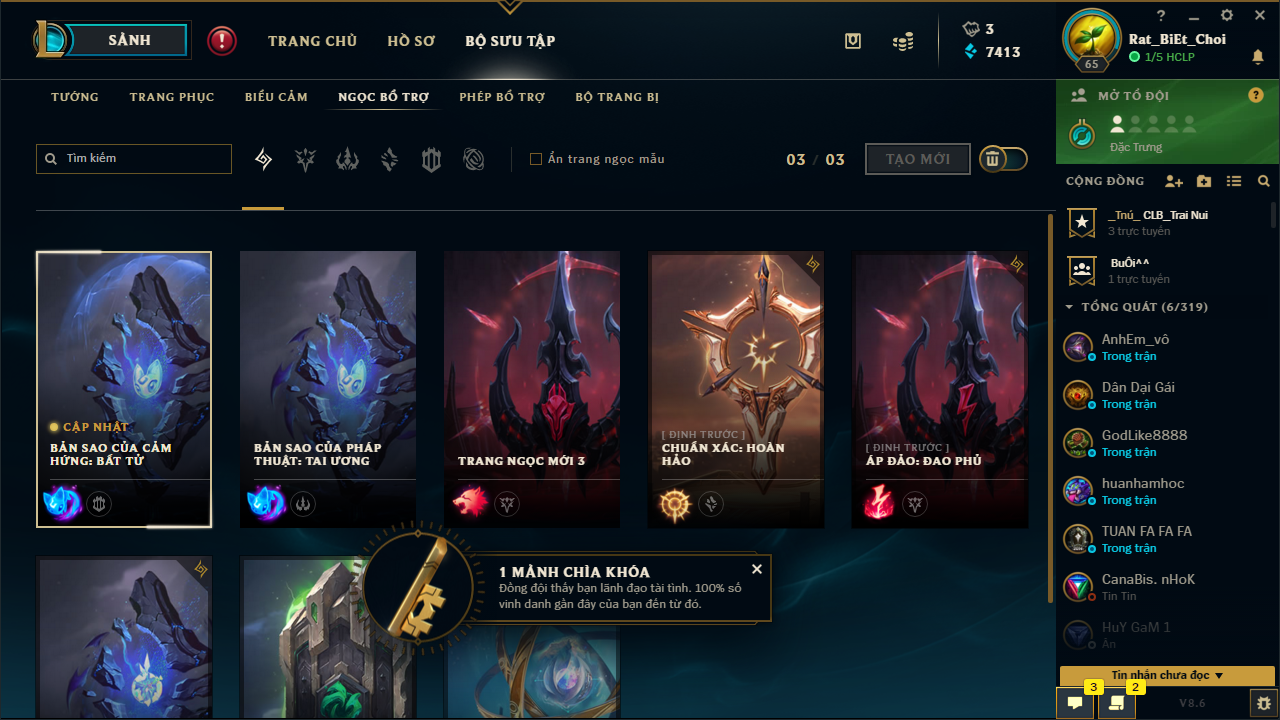 SẢNH
TRANG CHỦ
HỒ SƠ
BỘ SƯU TẬP
3
7413
?
Rat_BiEt_Choi
65
1/5 HCLP
TƯỚNG
TRANG PHỤC
BIỂU CẢM
NGỌC BỔ TRỢ
PHÉP BỔ TRỢ
BỘ TRANG BỊ
MỞ TỔ ĐỘI
?
Đặc Trưng
Tìm kiếm
Ẩn trang ngọc mẫu
03 / 03
TẠO MỚI
CỘNG ĐỒNG
_Tnú_ CLB_Trai Nui
3 trực tuyến
BuÔi^^
1 trực tuyến
TỔNG QUÁT (6/319)
AnhEm_vô
Trong trận
Dân Dại Gái
Trong trận
GodLike8888
Trong trận
huanhamhoc
Trong trận
TUAN FA FA FA
Trong trận
CanaBis. nHoK
Tin Tin
HuY GaM 1
Ẩn
CẬP NHẬT
BẢN SAO CỦA CẢM
HỨNG: BẤT TỬ
BẢN SAO CỦA PHÁP
THUẬT: TAI ƯƠNG
TRANG NGỌC MỚI 3
[ ĐỊNH TRƯỚC ]
CHUẨN XÁC: HOÀN
HẢO
[ ĐỊNH TRƯỚC ]
ÁP ĐẢO: ĐAO PHỦ
1 MẢNH CHÌA KHÓA
Đồng đội thấy bạn lãnh đạo tài tình. 100% số
vinh danh gần đây của bạn đến từ đó.
Tin nhắn chưa đọc
3
2
V8.6